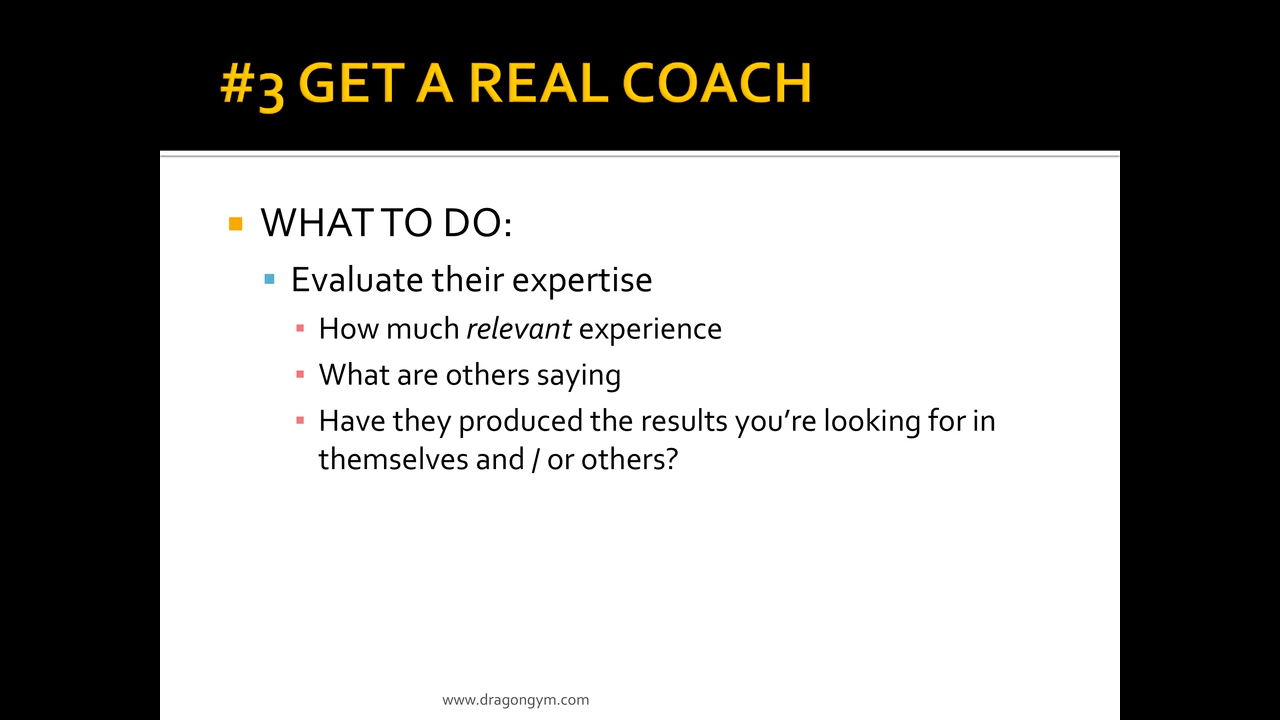 #3 GET A REAL COACH
WHAT TO DO:
Evaluate their expertise
How much relevant experience
What are others saying
Have they produced the results you’re looking for in
themselves and / or others?
www.dragongym.com